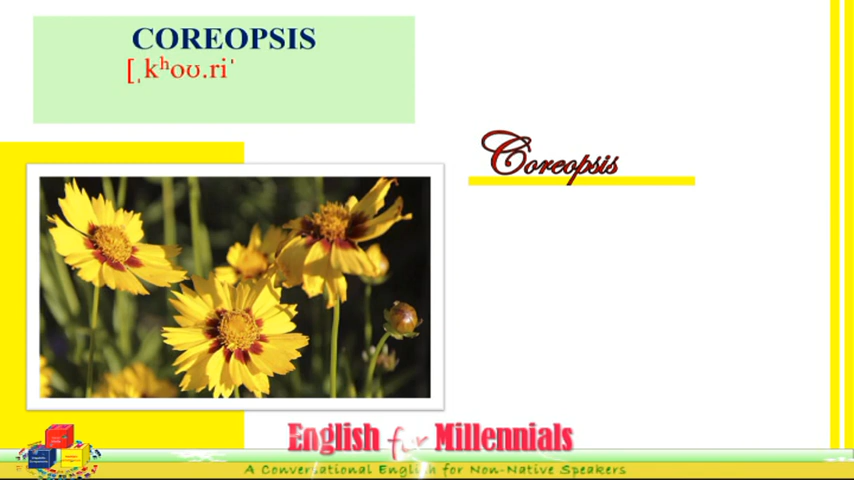 COREOPSIS
[ˌkʰoʊ.riˈ
Coreopsis
English for Millennials
A Conversational English for Non-Native Speakers